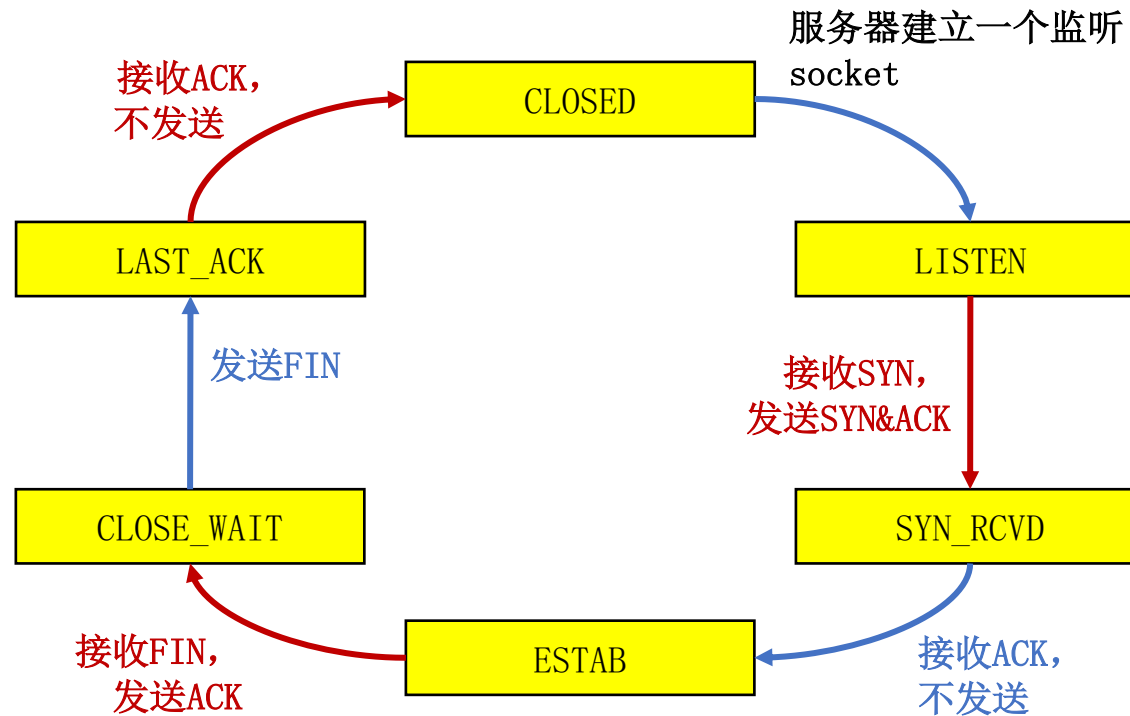 服务器建立一个监听
socket
接收ACK,
不发送
CLOSED
LAST_ACK
LISTEN
发送FIN
接收SYN,
发送SYN&ACK
CLOSE_WAIT
SYN_RCVD
接收FIN,
发送ACK
ESTAB
接收ACK,
不发送